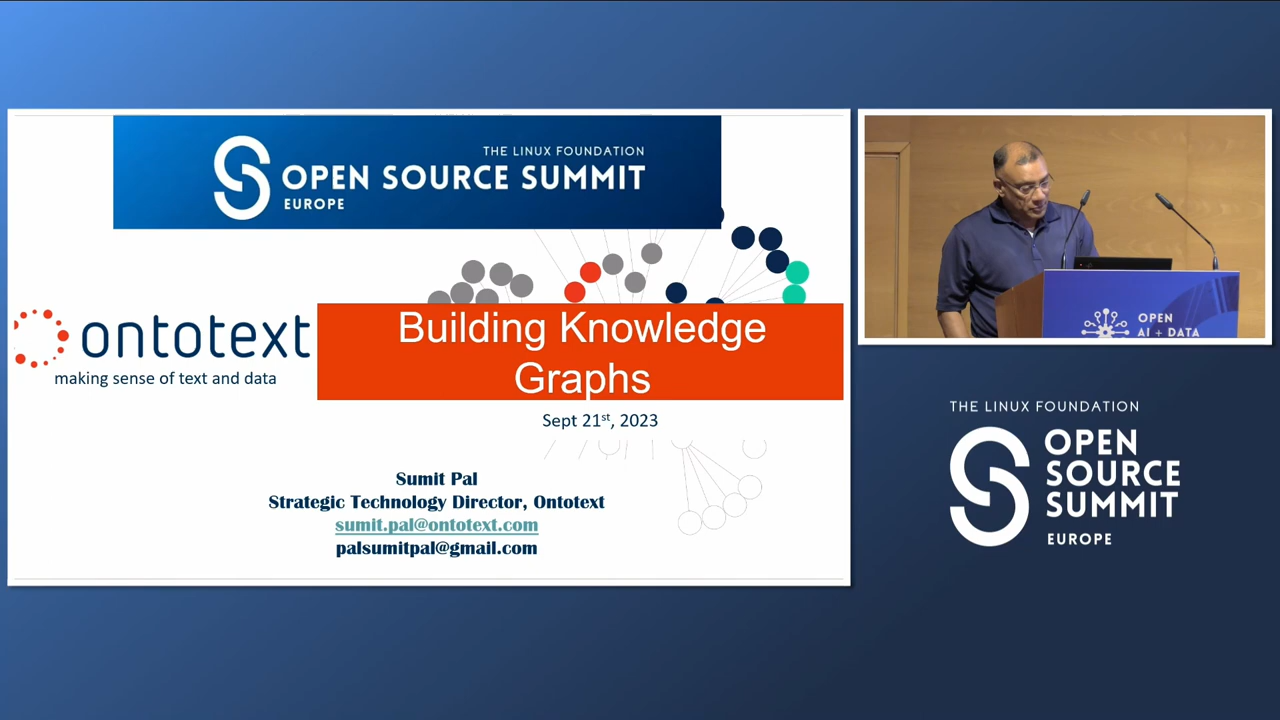 THE LINUX FOUNDATION
OPEN SOURCE SUMMIT
EUROPE
ontotext
making sense of text and data
Building Knowledge
Graphs
Sept 21st, 2023
Sumit Pal
Strategic Technology Director, Ontotext
sumit.pal@ontotext.com
palsumitpal@gmail.com
OPEN
AI + DATA
THE LINUX FOUNDATION
OPEN
SOURCE
SUMMIT
EUROPE